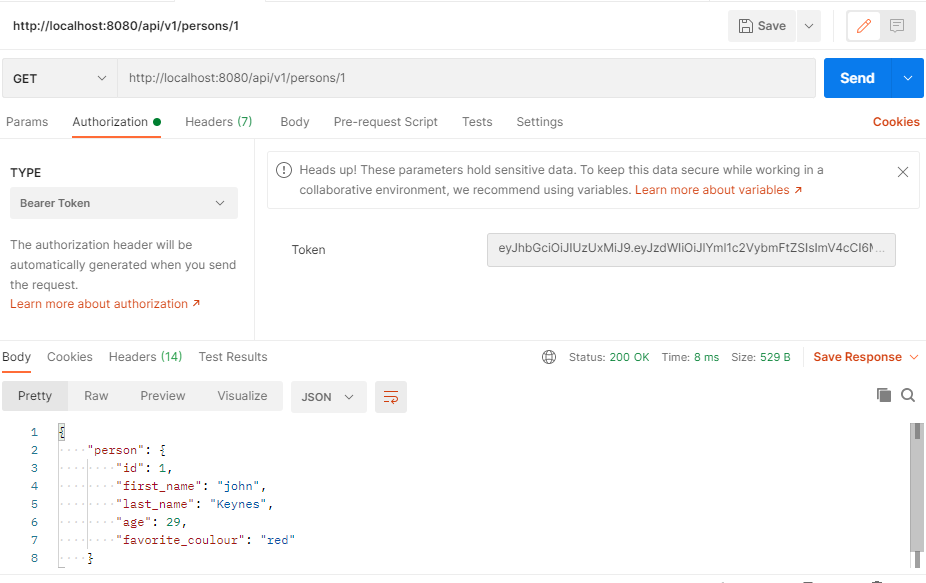 http://localhost:8080/api/v1/persons/1
Save
GET
http://localhost:8080/api/v1/persons/1
Send
Params Authorization Headers (7) Body Pre-request Script Tests Settings Cookies
TYPE
Bearer Token
The authorization header will be
automatically generated when you send
the request.
Learn more about authorization ↗
Heads up! These parameters hold sensitive data. To keep this data secure while working in a
collaborative environment, we recommend using variables. Learn more about variables ↗
Token
Body Cookies Headers (14) Test Results
Status: 200 OK Time: 8 ms Size: 529 B Save Response
Pretty Raw Preview Visualize JSON
1 {
2 "person": {
3 "id": 1,
4 "first_name": "john",
5 "last_name": "Keynes",
6 "age": 29,
7 "favorite_coulour": "red"
8 }